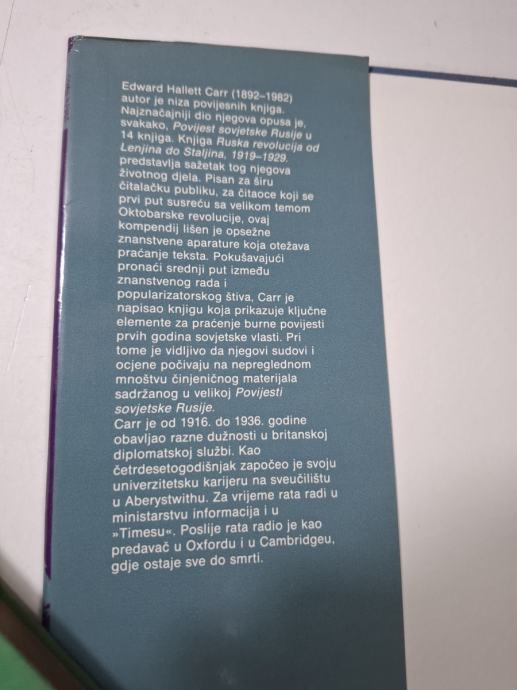 Edward Hallett Carr (1892–1982)
autor je niza povijesnih knjiga.
Najznačajniji dio njegova opusa je,
svakako, Povijest sovjetske Rusije u
14 knjiga. Knjiga Ruska revolucija od
Lenjina do Staljina, 1919–1929.
predstavlja sažetak tog njegova
životnog djela. Pisan za širu
čitalačku publiku, za čitaoce koji se
prvi put susreću sa velikom temom
Oktobarske revolucije, ovaj
kompendij lišen je opsežne
znanstvene aparature koja otežava
praćanje teksta. Pokušavajući
pronaći srednji put između
znanstvenog rada i
popularizatorskog štiva, Carr je
napisao knjigu koja prikazuje ključne
elemente za praćenje burne povijesti
prvih godina sovjetske vlasti. Pri
tome je vidljivo da njegovi sudovi i
ocjene počivaju na nepreglednom
mnoštvu činjeničnog materijala
sadržanog u velikoj Povijesti
sovjetske Rusije.
Carr je od 1916. do 1936. godine
obavljao razne dužnosti u britanskoj
diplomatskoj službi. Kao
četrdesetogodišnjak započeo je svoju
univerzitetsku karijeru na sveučilištu
u Aberystwithu. Za vrijeme rata radi u
ministarstvu informacija i u
»Timesu«. Poslije rata radio je kao
predavač u Oxfordu i u Cambridgeu,
gdje ostaje sve do smrti.